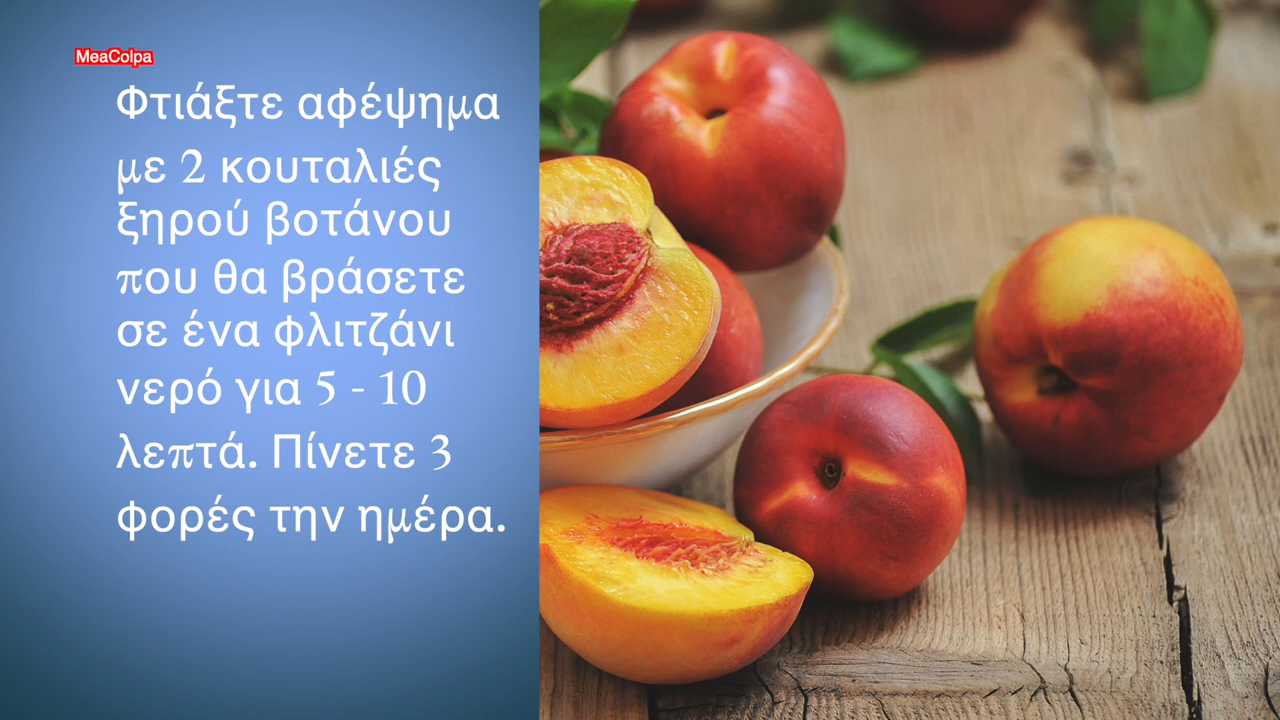 MeaColpa
Φτιάξτε αφέψημα
με 2 κουταλιές
ξηρού βοτάνου
που θα βράσετε
σε ένα φλιτζάνι
νερό για 5 - 10
λεπτά. Πίνετε 3
φορές την ημέρα.